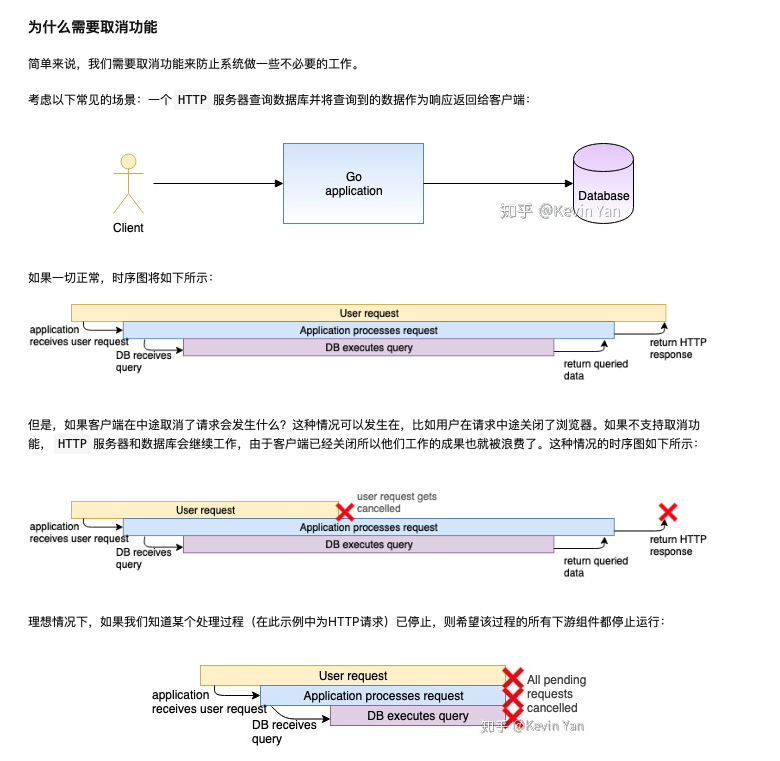 为什么需要取消功能
简单来说，我们需要取消功能来防止系统做一些不必要的工作。
考虑以下常见的场景：一个 HTTP 服务器查询数据库并将查询到的数据作为响应返回给客户端：
Client
Go
application
Database
知乎 @Kevin Yan
如果一切正常，时序图将如下所示：
User request
application
receives user request
Application processes request
DB receives
query
DB executes query
return queried
data
return HTTP
response
但是，如果客户端在中途取消了请求会发生什么？这种情况可以发生在，比如用户在请求中途关闭了浏览器。如果不支持取消功
能， HTTP 服务器和数据库会继续工作，由于客户端已经关闭所以他们工作的成果也就被浪费了。这种情况的时序图如下所示：
User request
user request gets
cancelled
application
receives user request
Application processes request
DB receives
query
DB executes query
return queried
data
return HTTP
response
理想情况下，如果我们知道某个处理过程（在此示例中为HTTP请求）已停止，则希望该过程的所有下游组件都停止运行：
User request
application
receives user request
Application processes request
DB receives
query
DB executes query
All pending
requests
cancelled
知乎 @Kevin Yan